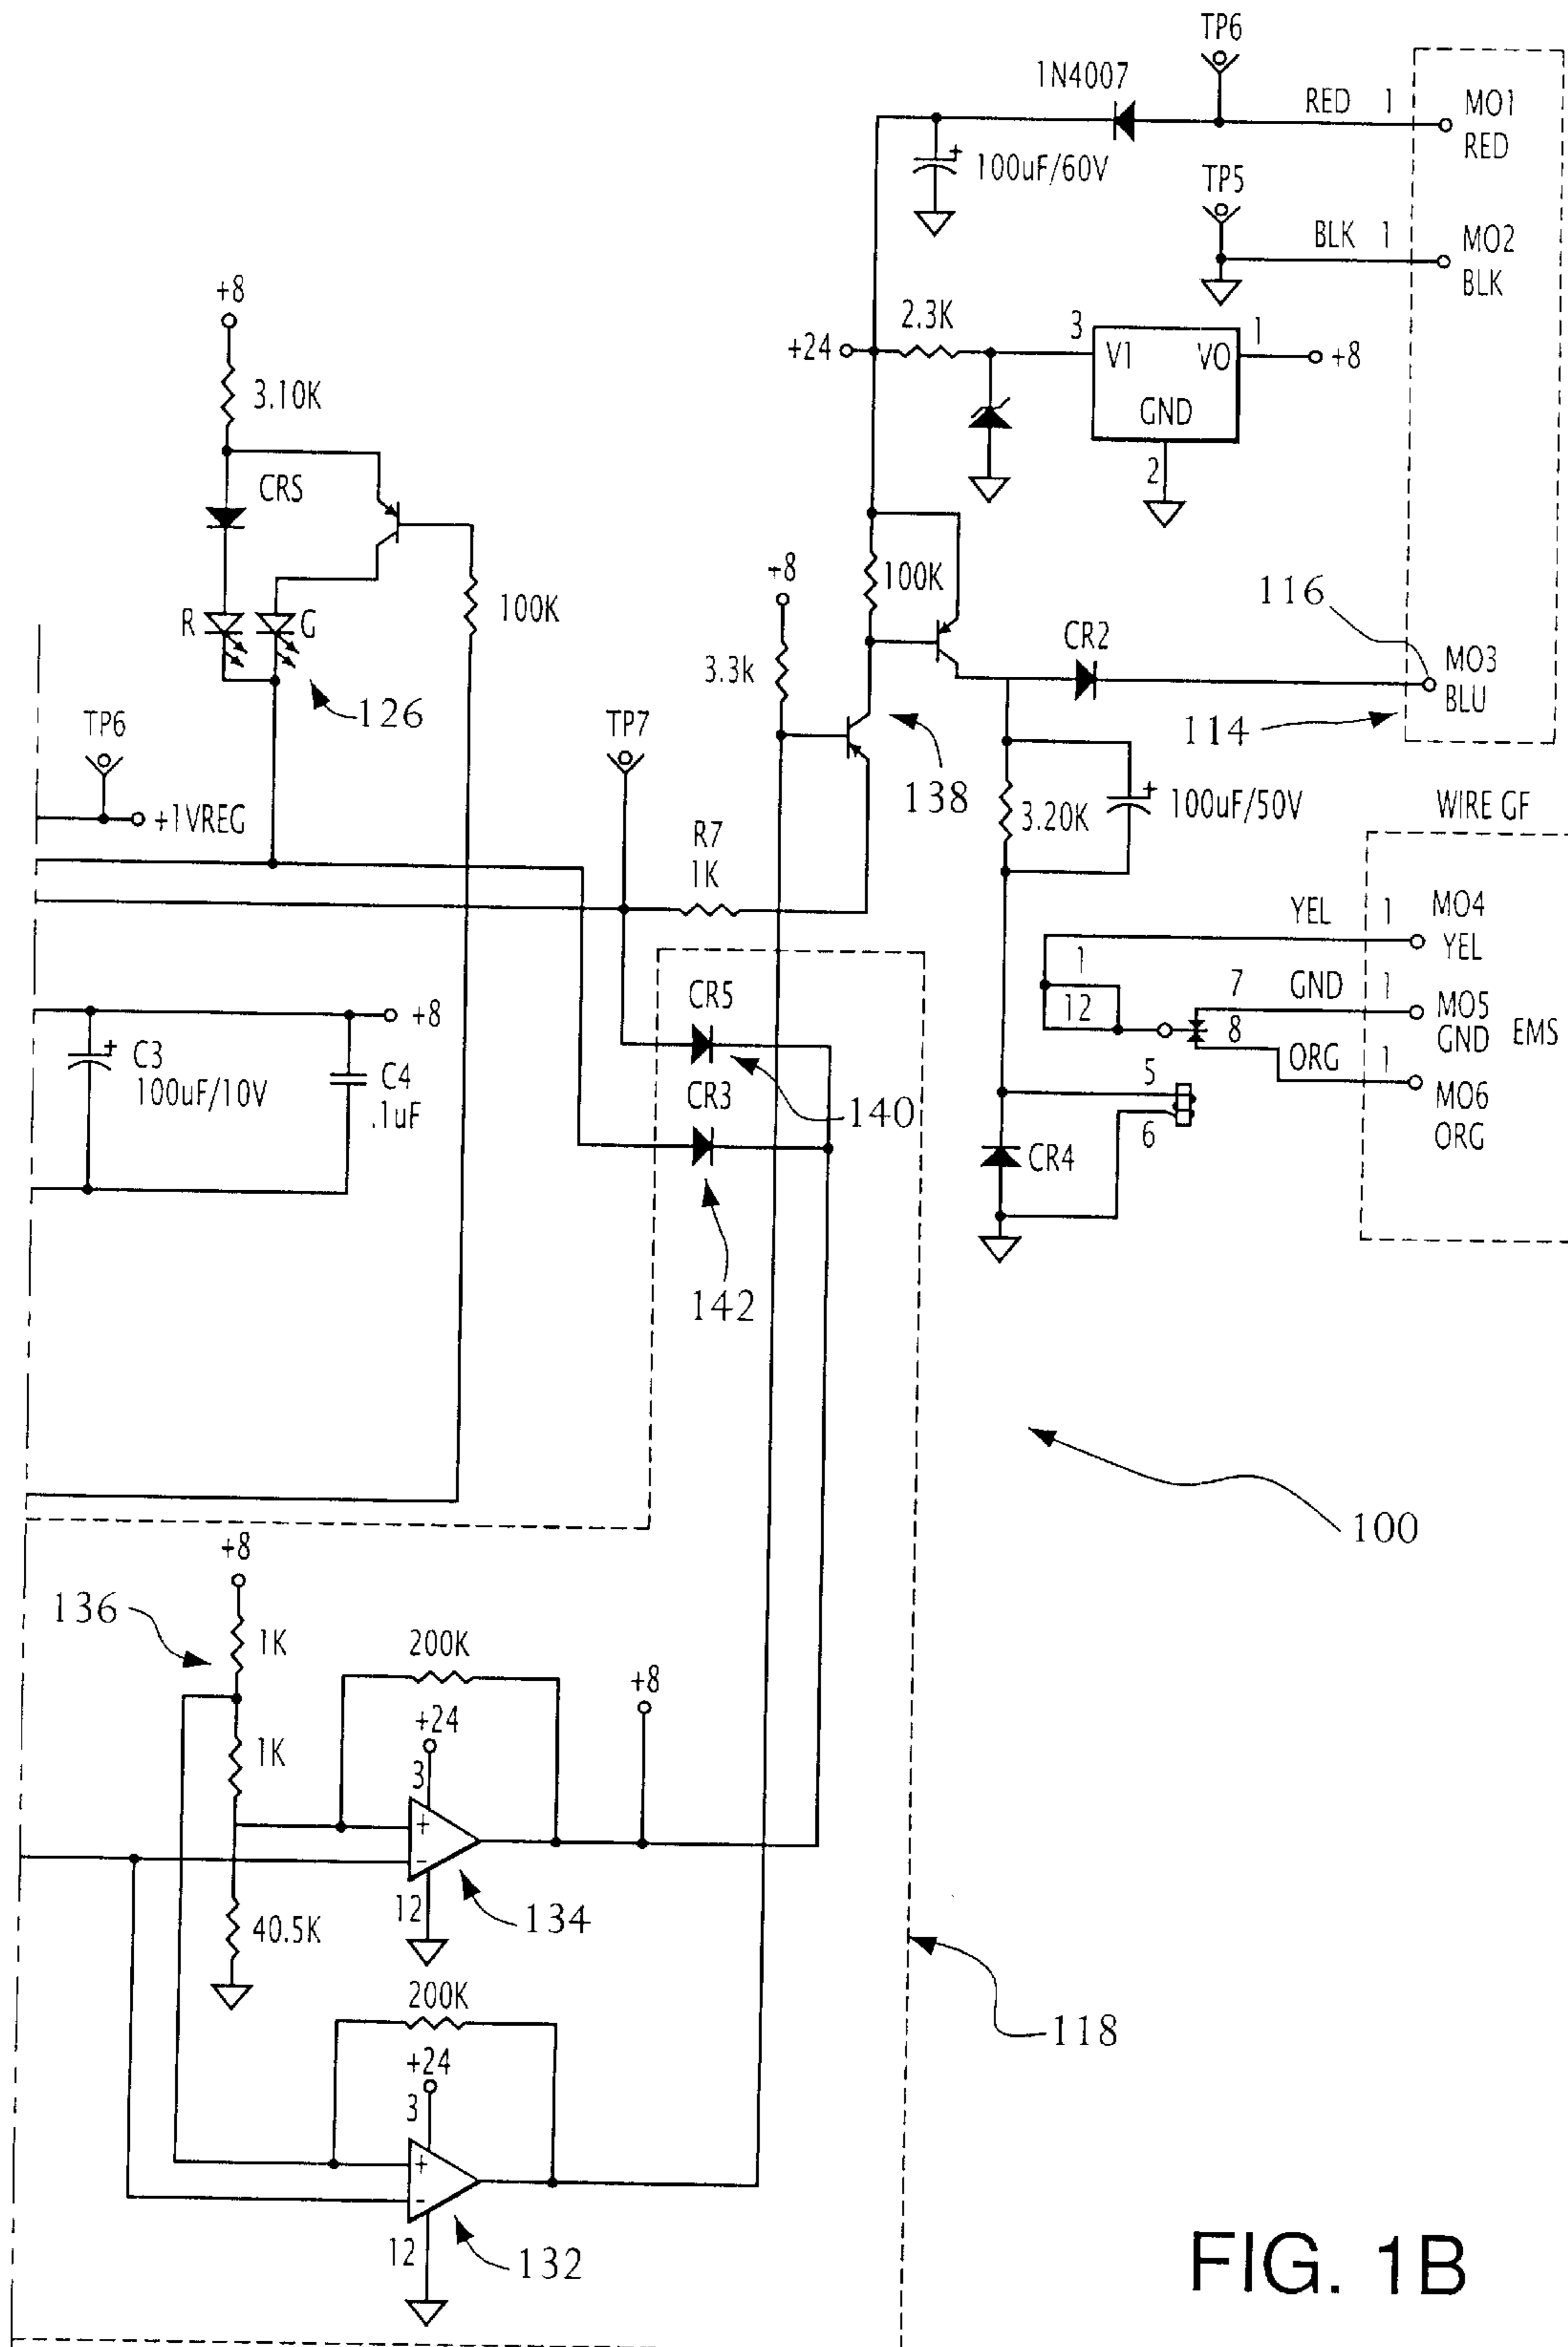 TP6
1N4007
RED 1 MO1
RED
+ 100uF/60V
TP5
BLK 1 MO2
BLK
+8
2.3K
3 1
+24
V1 VO
+8
GND
2
3.10K
CRS
100K
R G
+8
100K
116
CR2
3.3k
MO3
BLU
126
TP6
TP7
114
138
+ 100uF/50V
3.20K
WIRE GF
+1VREG
R7
1K
YEL 1 MO4
YEL
1
7 GND 1
12
MO5
GND
8
EMS
ORG 1
MO6
ORG
CR5
+8
+ C3
100uF/10V
C4
.1uF
140
CR3
5
6
CR4
142
100
+8
136
1K
200K
+8
+24
1K
3
+
-
12
134
40.5K
200K
118
+24
3
+
-
12
132
FIG. 1B